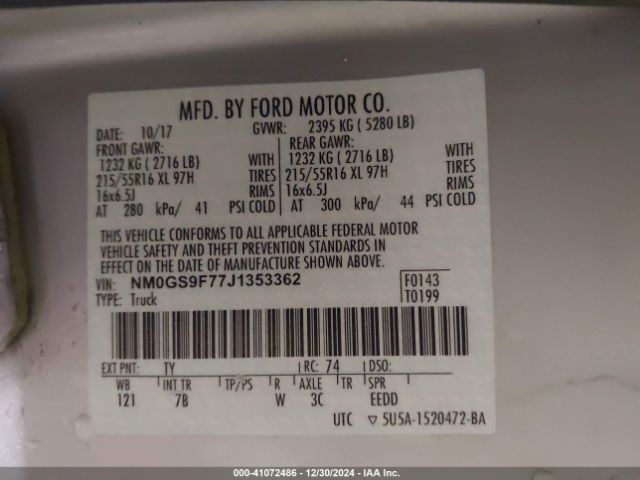 MFD. BY FORD MOTOR CO.
DATE: 10/17 GVWR: 2395 KG ( 5280 LB)
FRONT GAWR: REAR GAWR:
1232 KG ( 2716 LB) WITH 1232 KG ( 2716 LB) WITH
215/55R16 XL 97H TIRES 215/55R16 XL 97H TIRES
16x6.5J RIMS 16x6.5J RIMS
AT 280 kPa/ 41 PSI COLD AT 300 kPa/ 44 PSI COLD
THIS VEHICLE CONFORMS TO ALL APPLICABLE FEDERAL MOTOR
VEHICLE SAFETY AND THEFT PREVENTION STANDARDS IN
EFFECT ON THE DATE OF MANUFACTURE SHOWN ABOVE.
VIN: NM0GS9F77J1353362 F0143
TYPE: Truck T0199
EXT PNT: TY RC: 74 DSO:
WB INT TR TP/PS R AXLE TR SPR
121 7B W 3C EEDD
UTC ▽ 5U5A-1520472-BA
000-41072486 - 12/30/2024 - IAA Inc.